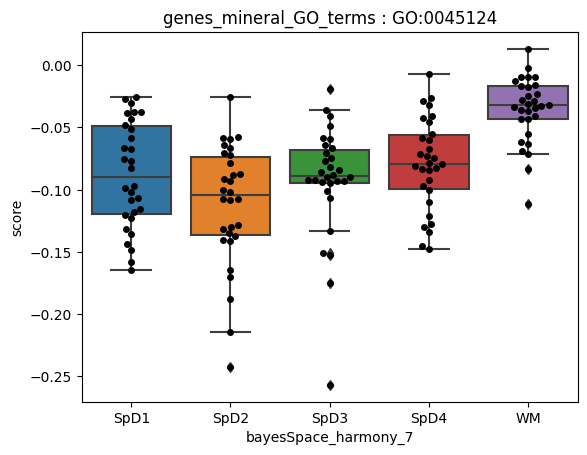 genes_mineral_GO_terms : GO:0045124
0.00
−0.05
−0.10
−0.15
−0.20
−0.25
score
SpD1 SpD2 SpD3 SpD4 WM
bayesSpace_harmony_7